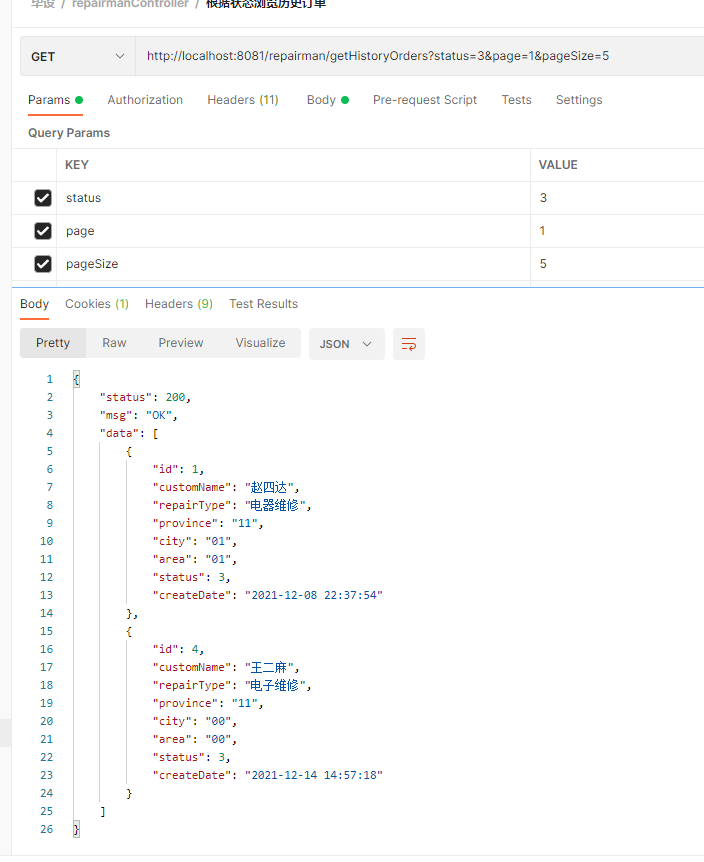 毕设 / repairmanController / 根据状态浏览历史订单
GET http://localhost:8081/repairman/getHistoryOrders?status=3&page=1&pageSize=5
Params Authorization Headers (11) Body Pre-request Script Tests Settings
Query Params
KEY VALUE
status 3
page 1
pageSize 5
Body Cookies (1) Headers (9) Test Results
Pretty Raw Preview Visualize JSON
1 {
2 "status": 200,
3 "msg": "OK",
4 "data": [
5 {
6 "id": 1,
7 "customName": "赵四达",
8 "repairType": "电器维修",
9 "province": "11",
10 "city": "01",
11 "area": "01",
12 "status": 3,
13 "createDate": "2021-12-08 22:37:54"
14 },
15 {
16 "id": 4,
17 "customName": "王二麻",
18 "repairType": "电子维修",
19 "province": "11",
20 "city": "00",
21 "area": "00",
22 "status": 3,
23 "createDate": "2021-12-14 14:57:18"
24 }
25 ]
26 }